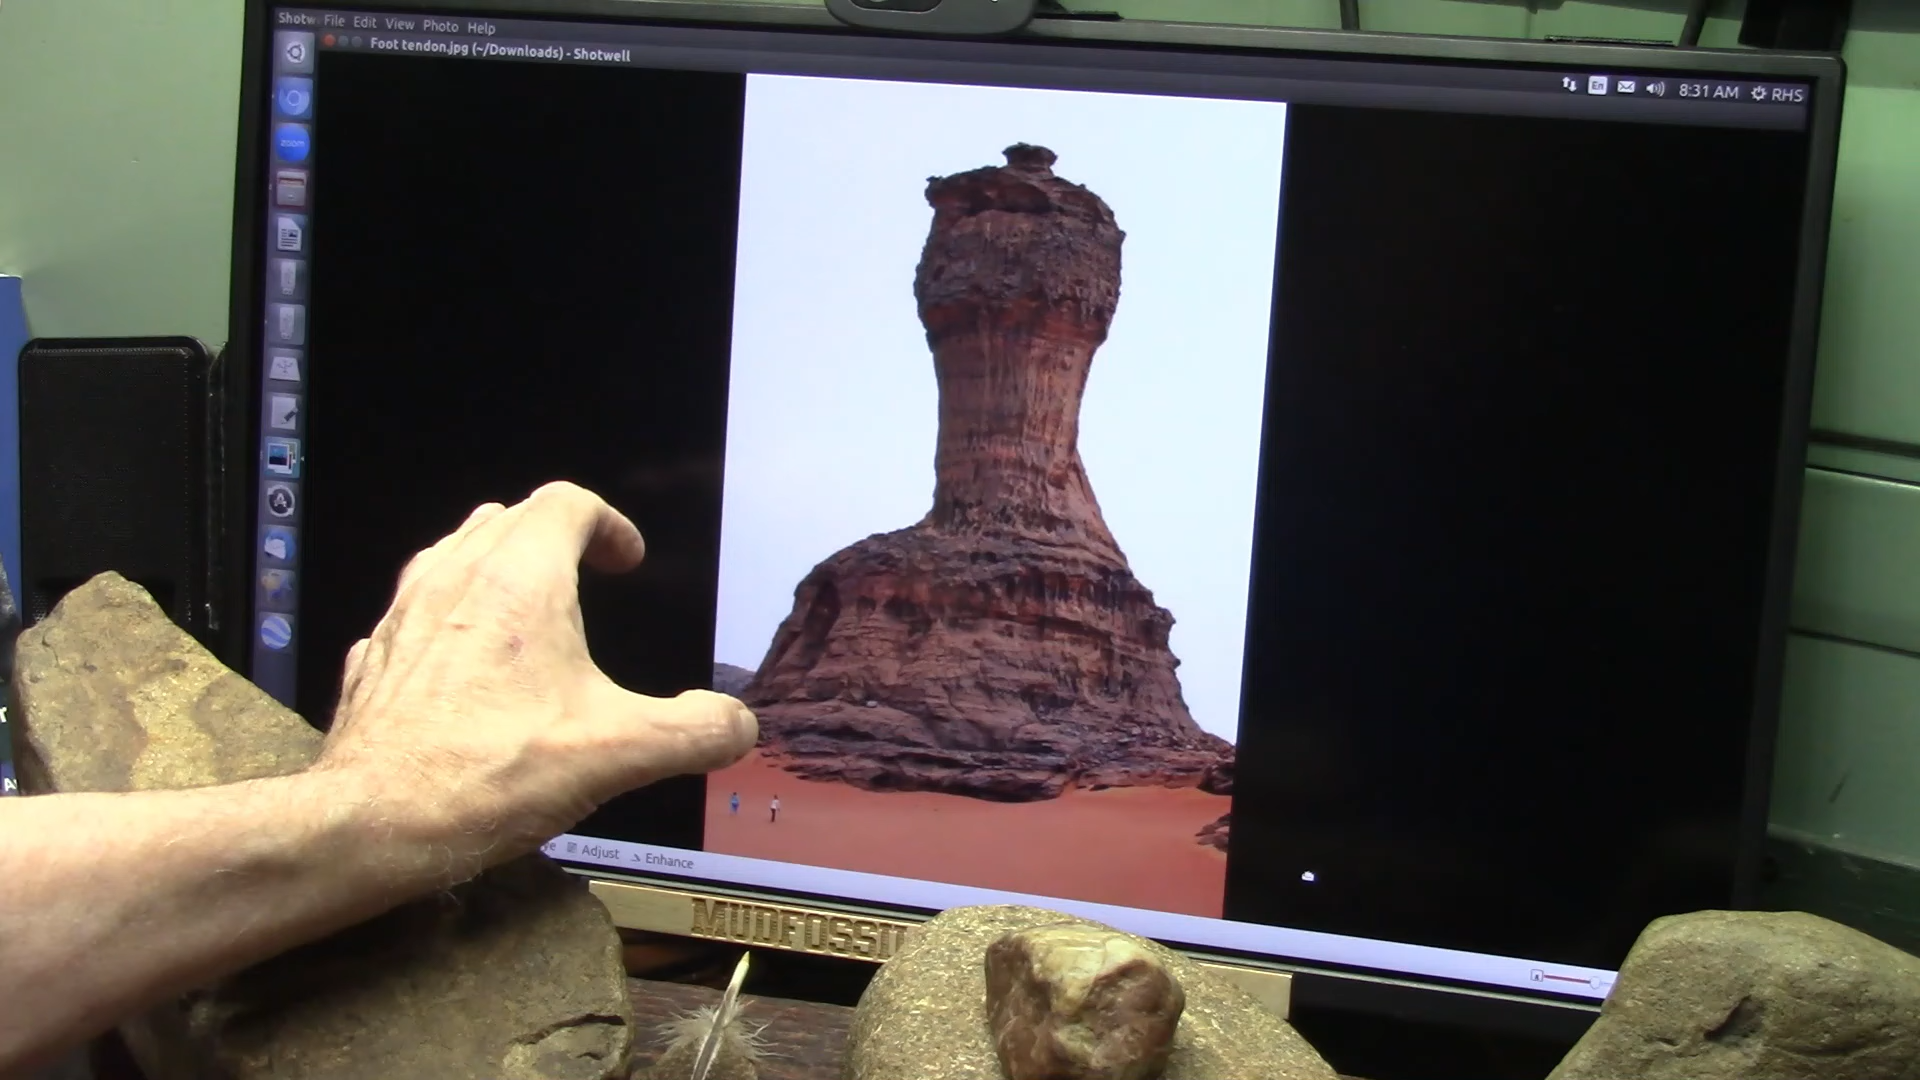 Shotw File Edit View Photo Help
Foot tendon.jpg (~/Downloads) - Shotwell
En 8:31 AM RHS
zoom
A
Adjust Enhance
MUDFOSSI